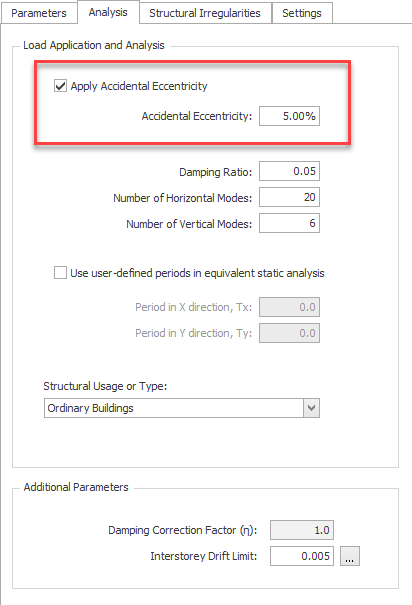 Parameters Analysis Structural Irregularities Settings
Load Application and Analysis
Apply Accidental Eccentricity
Accidental Eccentricity: 5.00%
Damping Ratio: 0.05
Number of Horizontal Modes: 20
Number of Vertical Modes: 6
Use user-defined periods in equivalent static analysis
Period in X direction, Tx: 0.0
Period in Y direction, Ty: 0.0
Structural Usage or Type:
Ordinary Buildings
Additional Parameters
Damping Correction Factor (η): 1.0
Interstorey Drift Limit: 0.005 ...